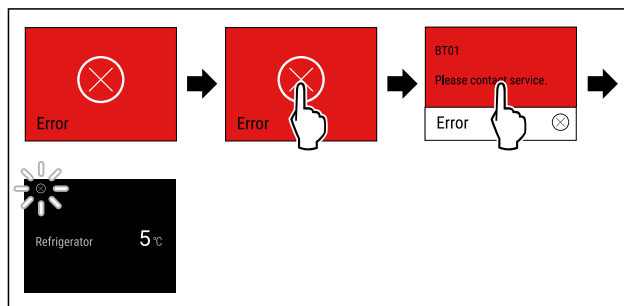 Error
Error
BT01
Please contact service.
Error
Refrigerator 5 °C